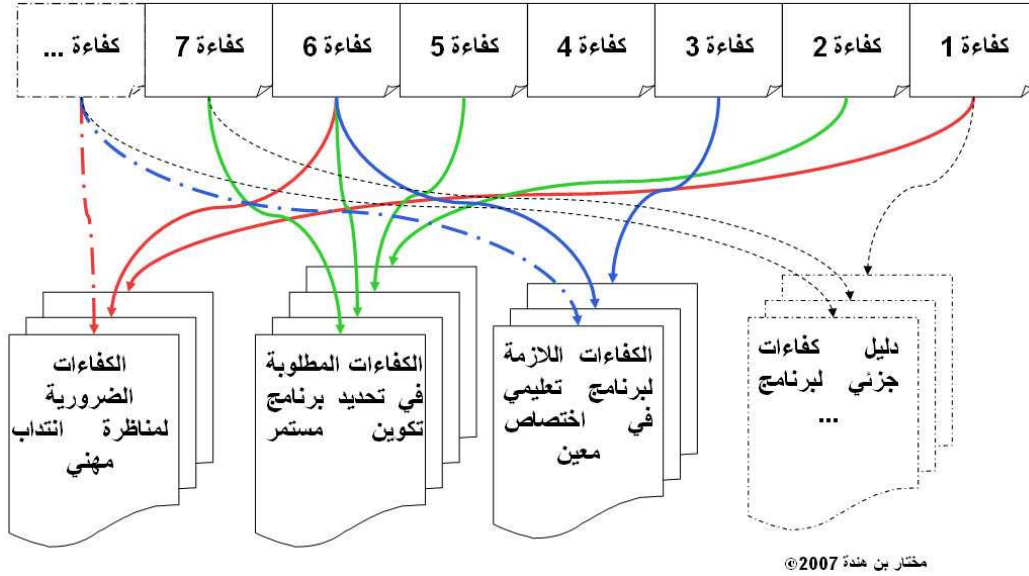 كفاءة 1
كفاءة 2
كفاءة 3
كفاءة 4
كفاءة 5
كفاءة 6
كفاءة 7
كفاءة ...
دليل كفاءات
جزئي لبرنامج
...
الكفاءات اللازمة
لبرنامج تعليمي
في اختصاص
معين
الكفاءات المطلوبة
في تحديد برنامج
تكوين مستمر
الكفاءات
الضرورية
لمناظرة انتداب
مهني
مختار بن هندة 2007©